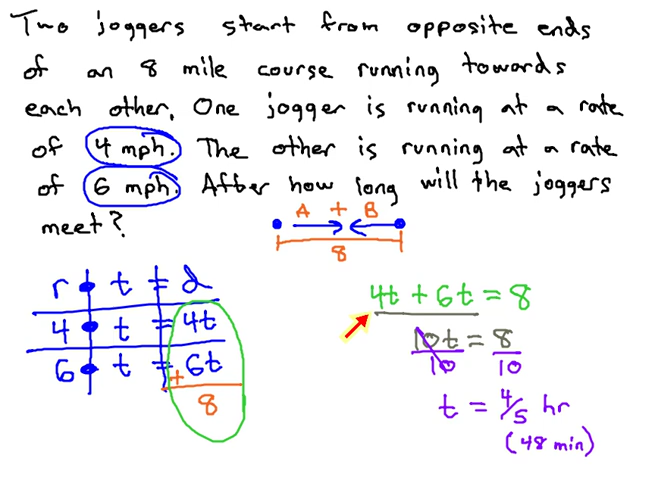 Two joggers start from opposite ends
of an 8 mile course running towards
each other. One jogger is running at a rate
of 4 mph. The other is running at a rate
of 6 mph. After how long will the joggers
meet?
A + B
8
r • t = d
4 • t = 4t
6 • t = 6t
+
8
4t + 6t = 8
10t = 8
10 10
t = 4/5 hr
(48 min)